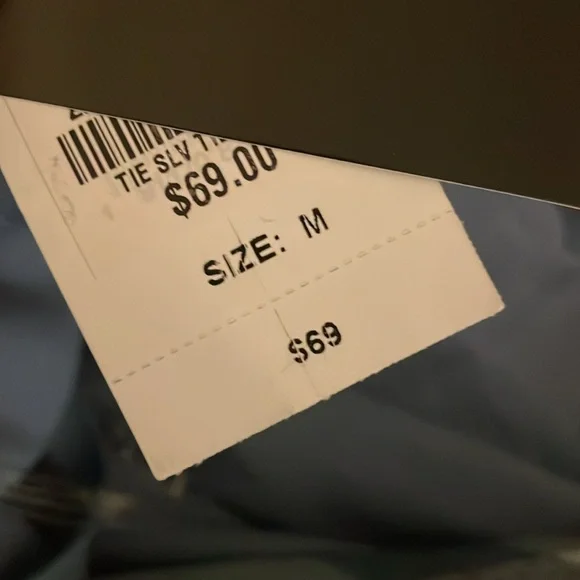 TIE SLV
$69.00
SIZE: M
$69